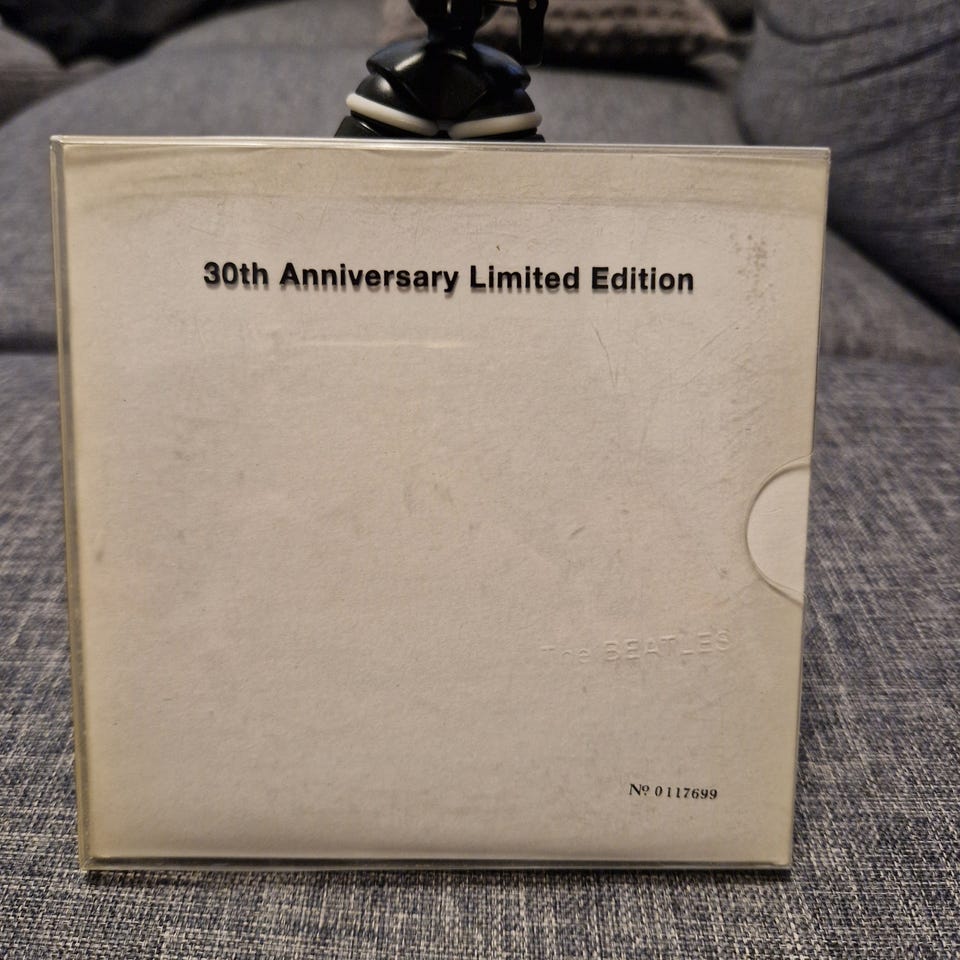 30th Anniversary Limited Edition
The BEATLES
Nº 0117699